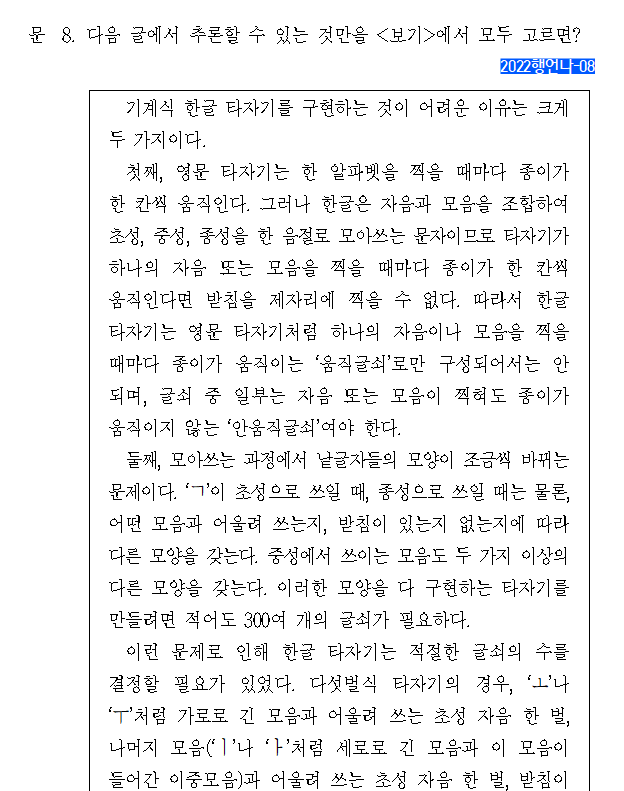 문 8. 다음 글에서 추론할 수 있는 것만을 <보기>에서 모두 고르면?
2022행언나-08
기계식 한글 타자기를 구현하는 것이 어려운 이유는 크게
두 가지이다.
첫째, 영문 타자기는 한 알파벳을 찍을 때마다 종이가
한 칸씩 움직인다. 그러나 한글은 자음과 모음을 조합하여
초성, 중성, 종성을 한 음절로 모아쓰는 문자이므로 타자기가
하나의 자음 또는 모음을 찍을 때마다 종이가 한 칸씩
움직인다면 받침을 제자리에 찍을 수 없다. 따라서 한글
타자기는 영문 타자기처럼 하나의 자음이나 모음을 찍을
때마다 종이가 움직이는 ‘움직글쇠’로만 구성되어서는 안
되며, 글쇠 중 일부는 자음 또는 모음이 찍혀도 종이가
움직이지 않는 ‘안움직글쇠’여야 한다.
둘째, 모아쓰는 과정에서 낱글자들의 모양이 조금씩 바뀌는
문제이다. ‘ㄱ’이 초성으로 쓰일 때, 종성으로 쓰일 때는 물론,
어떤 모음과 어울려 쓰는지, 받침이 있는지 없는지에 따라
다른 모양을 갖는다. 중성에서 쓰이는 모음도 두 가지 이상의
다른 모양을 갖는다. 이러한 모양을 다 구현하는 타자기를
만들려면 적어도 300여 개의 글쇠가 필요하다.
이런 문제로 인해 한글 타자기는 적절한 글쇠의 수를
결정할 필요가 있었다. 다섯벌식 타자기의 경우, ‘ㅗ’나
‘ㅜ’처럼 가로로 긴 모음과 어울려 쓰는 초성 자음 한 벌,
나머지 모음(‘ㅣ’나 ‘ㅏ’처럼 세로로 긴 모음과 이 모음이
들어간 이중모음)과 어울려 쓰는 초성 자음 한 벌, 받침이